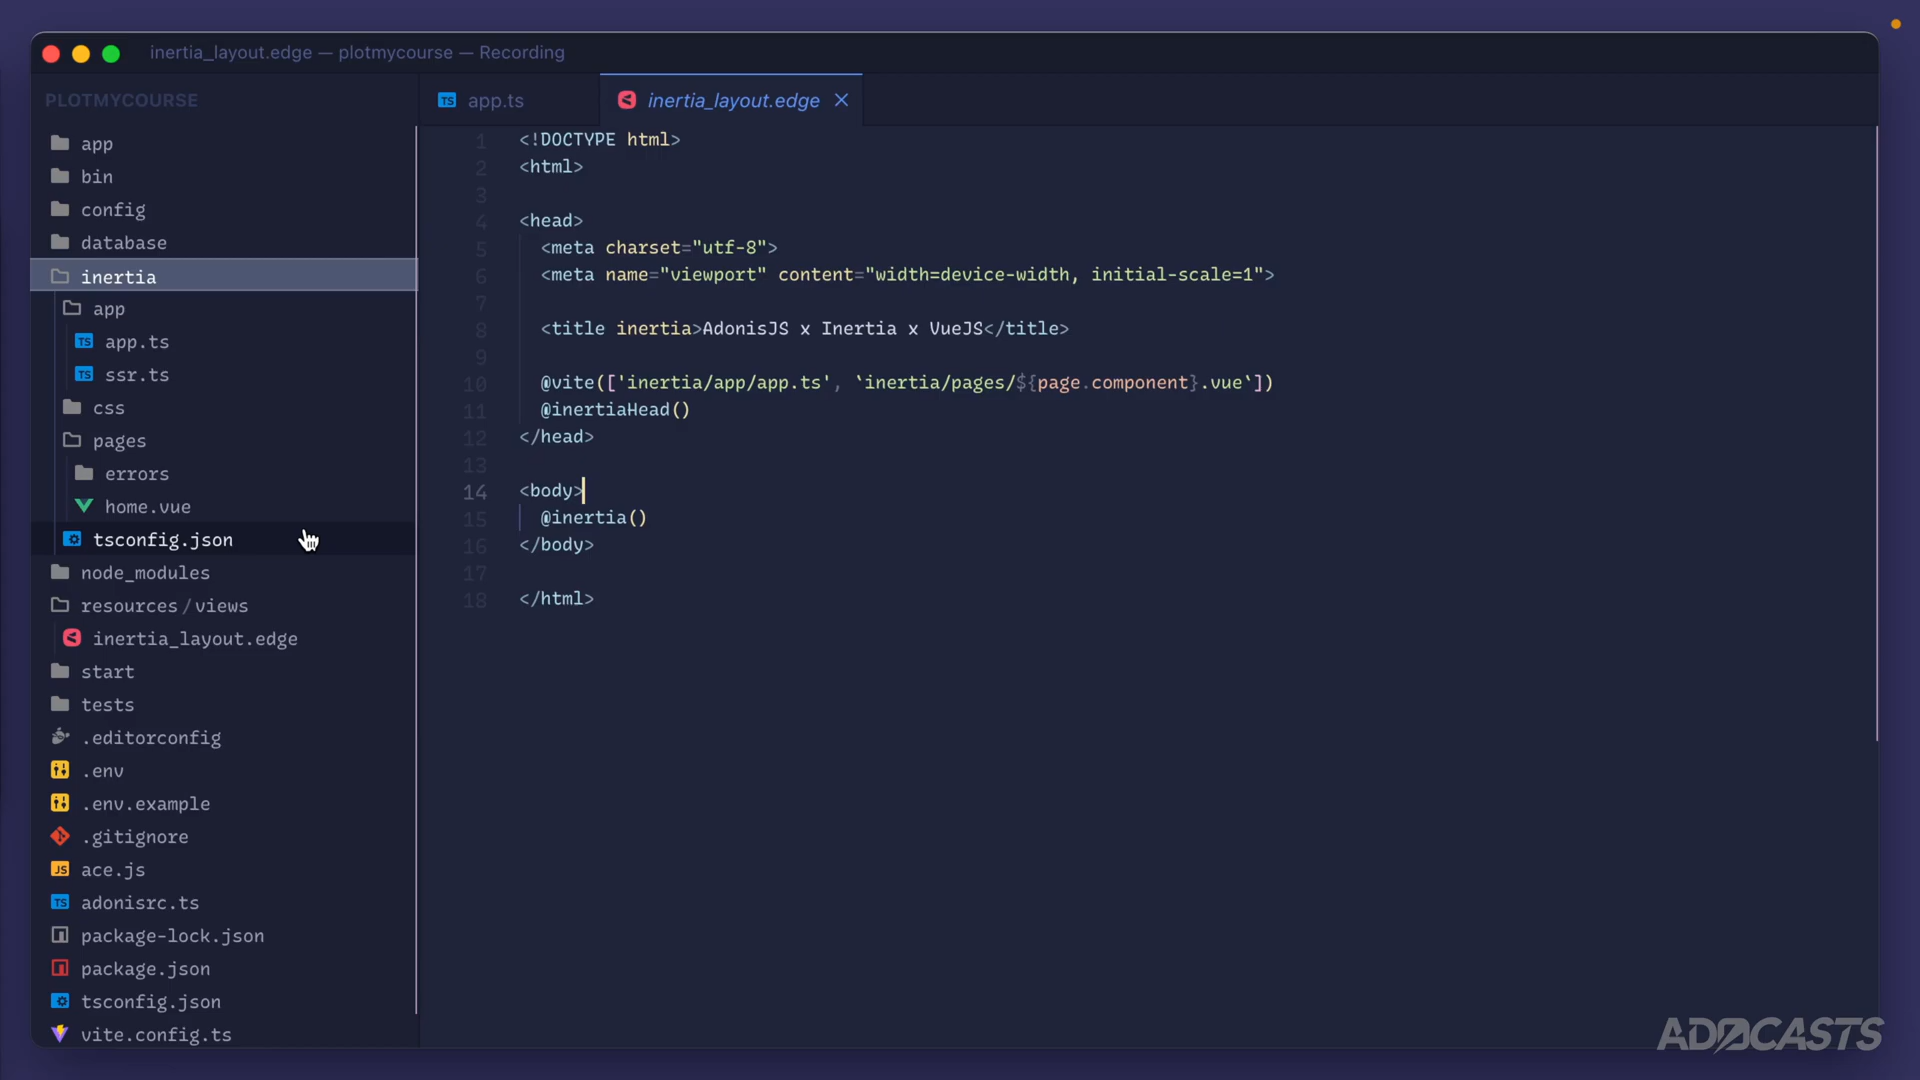 inertia_layout.edge — plotmycourse — Recording
PLOTMYCOURSE
app
bin
config
database
inertia
app
app.ts
ssr.ts
css
pages
errors
home.vue
tsconfig.json
node_modules
resources / views
inertia_layout.edge
start
tests
.editorconfig
.env
.env.example
.gitignore
ace.js
adonisrc.ts
package-lock.json
package.json
tsconfig.json
vite.config.ts
app.ts
inertia_layout.edge
1 <!DOCTYPE html>
2 <html>
3
4 <head>
5 <meta charset="utf-8">
6 <meta name="viewport" content="width=device-width, initial-scale=1">
7
8 <title inertia>AdonisJS x Inertia x VueJS</title>
9
10 @vite(['inertia/app/app.ts', `inertia/pages/${page.component}.vue`])
11 @inertiaHead()
12 </head>
13
14 <body>
15 @inertia()
16 </body>
17
18 </html>
ADOCASTS